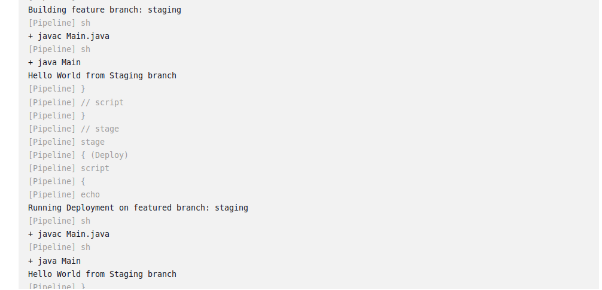 Building feature branch: staging
[Pipeline] sh
+ javac Main.java
[Pipeline] sh
+ java Main
Hello World from Staging branch
[Pipeline] }
[Pipeline] // script
[Pipeline] }
[Pipeline] // stage
[Pipeline] stage
[Pipeline] { (Deploy)
[Pipeline] script
[Pipeline] {
[Pipeline] echo
Running Deployment on featured branch: staging
[Pipeline] sh
+ javac Main.java
[Pipeline] sh
+ java Main
Hello World from Staging branch
[Pipeline] }